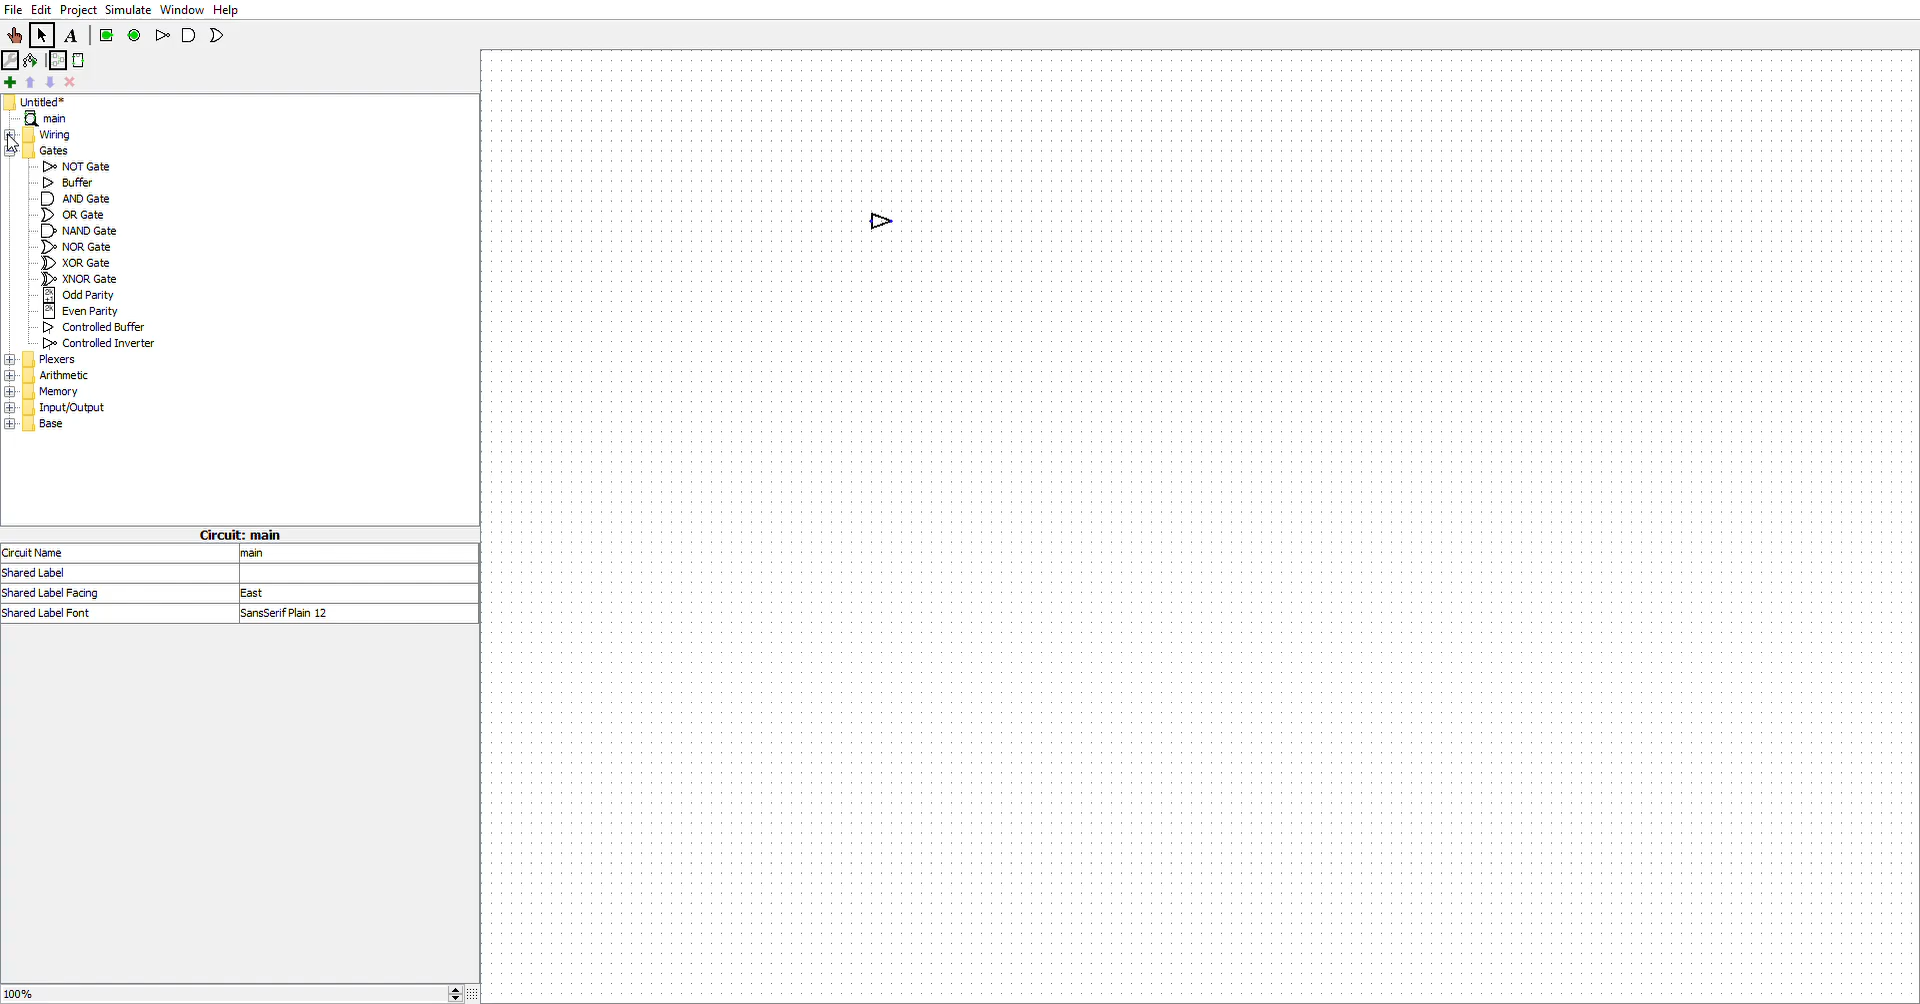 File Edit Project Simulate Window Help
A
Untitled*
main
Wiring
Gates
NOT Gate
Buffer
AND Gate
OR Gate
NAND Gate
NOR Gate
XOR Gate
XNOR Gate
Odd Parity
Even Parity
Controlled Buffer
Controlled Inverter
Plexers
Arithmetic
Memory
Input/Output
Base
Circuit: main
Circuit Name main
Shared Label
Shared Label Facing East
Shared Label Font SansSerif Plain 12
100%